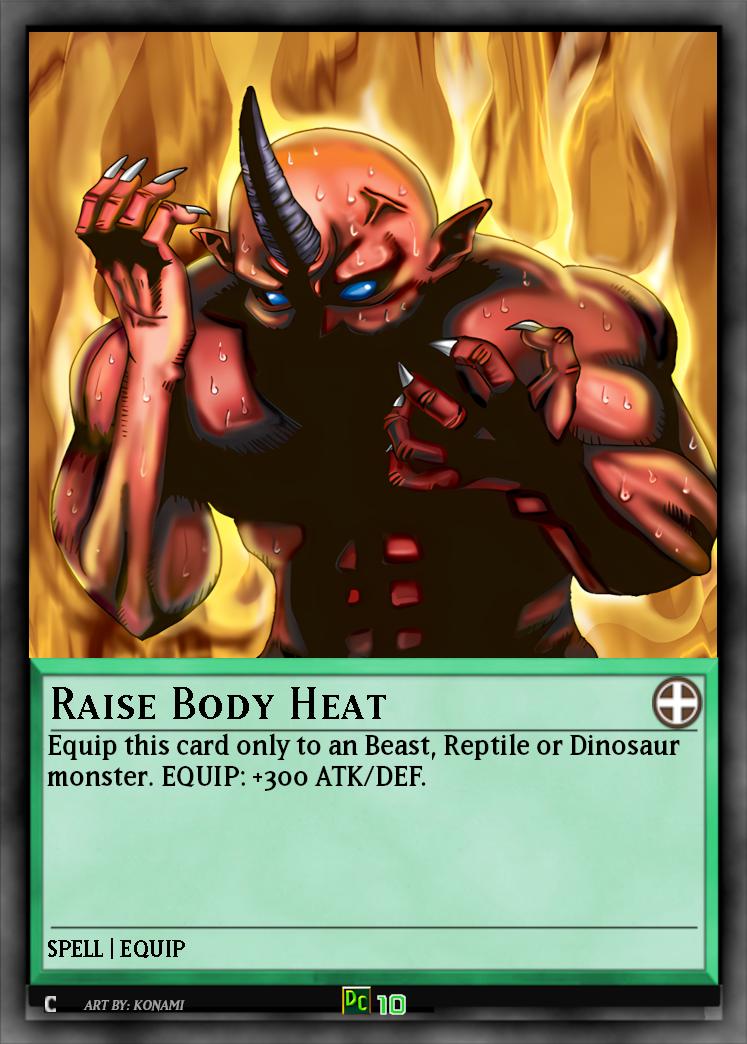 Raise Body Heat
Equip this card only to an Beast, Reptile or Dinosaur
monster. EQUIP: +300 ATK/DEF.
SPELL | EQUIP
C ART BY: KONAMI DC 10